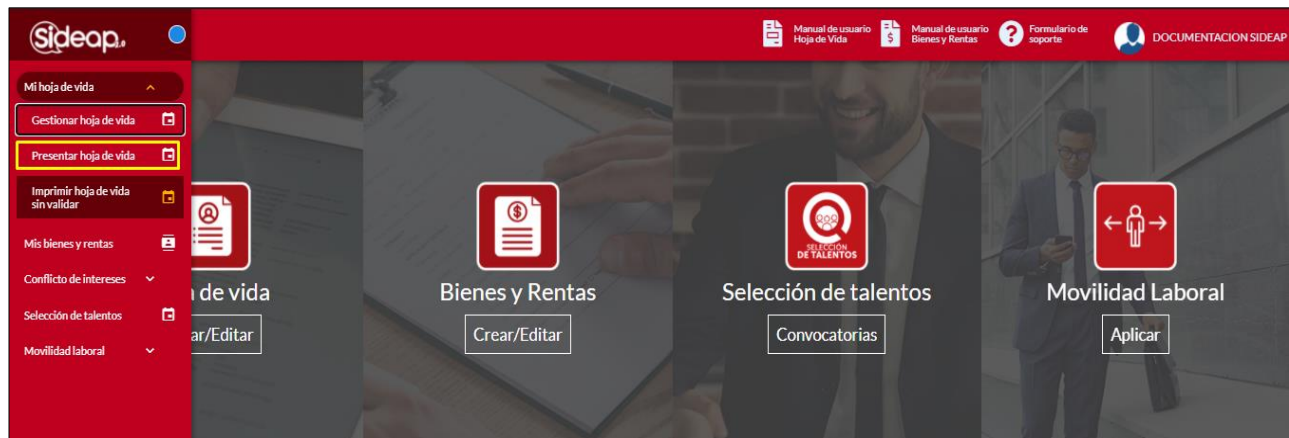 Sideap2.0
Manual de usuario
Hoja de Vida
Manual de usuario
Bienes y Rentas
Formulario de
soporte
DOCUMENTACION SIDEAP
Mi hoja de vida
Gestionar hoja de vida
Presentar hoja de vida
Imprimir hoja de vida
sin validar
Mis bienes y rentas
Conflicto de intereses
Selección de talentos
Movilidad laboral
de vida
ar/Editar
$
Bienes y Rentas
Crear/Editar
SELECCIÓN
DE TALENTOS
Selección de talentos
Convocatorias
Movilidad Laboral
Aplicar